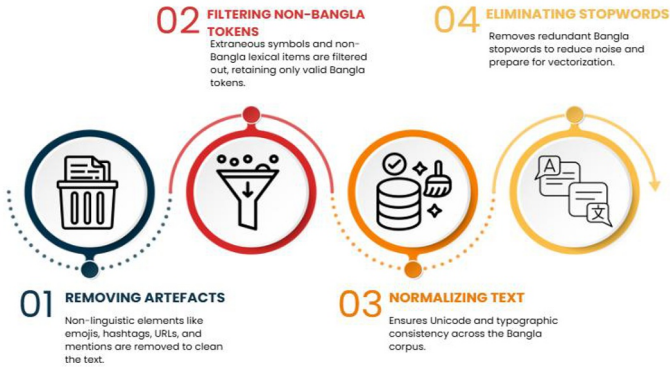 02
FILTERING NON-BANGLA
TOKENS
Extraneous symbols and non-
Bangla lexical items are filtered
out, retaining only valid Bangla
tokens.
04
ELIMINATING STOPWORDS
Removes redundant Bangla
stopwords to reduce noise and
prepare for vectorization.
A
文
01
REMOVING ARTEFACTS
Non-linguistic elements like
emojis, hashtags, URLs, and
mentions are removed to clean
the text.
03
NORMALIZING TEXT
Ensures Unicode and typographic
consistency across the Bangla
corpus.